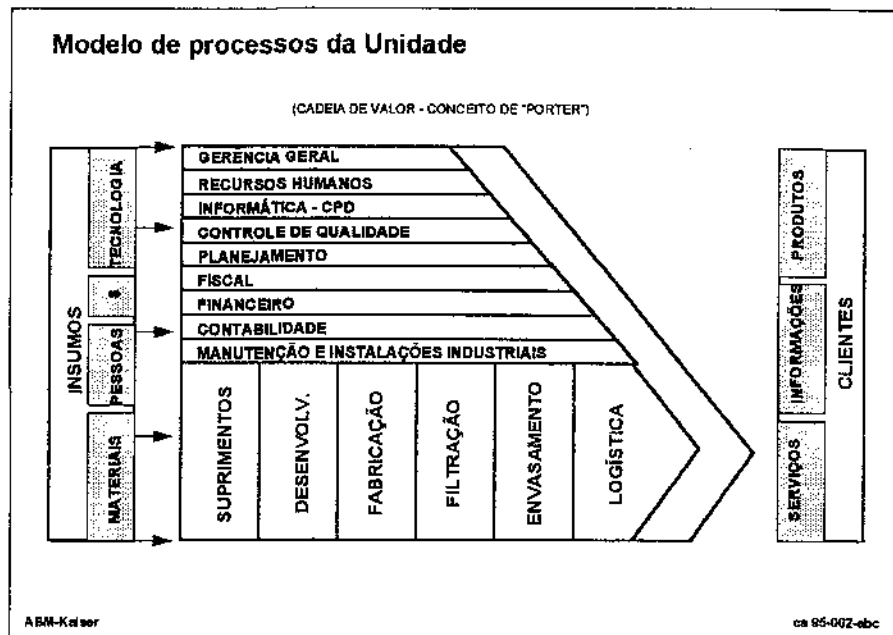 Modelo de processos da Unidade
(CADEIA DE VALOR - CONCEITO DE "PORTER")
INSUMOS
TECNOLOGIA
$
PESSOAS
MATERIAIS
GERÊNCIA GERAL
RECURSOS HUMANOS
INFORMÁTICA - CPD
CONTROLE DE QUALIDADE
PLANEJAMENTO
FISCAL
FINANCEIRO
CONTABILIDADE
MANUTENÇÃO E INSTALAÇÕES INDUSTRIAIS
SUPRIMENTOS
DESENVOLV.
FABRICAÇÃO
FILTRAÇÃO
ENVASAMENTO
LOGÍSTICA
PRODUTOS
INFORMAÇÕES
SERVIÇOS
CLIENTES
ABM-Kaiser
ca 95-002-abc